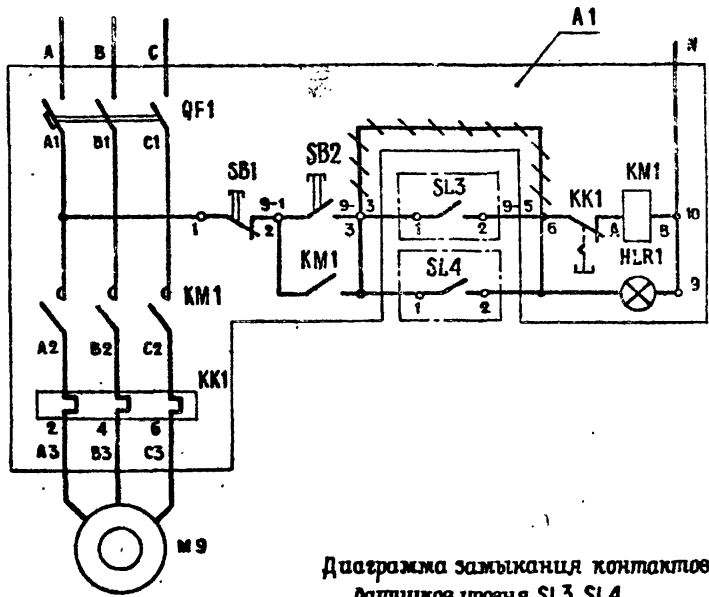 A1
A B C N
QF1
A1 B1 C1
SB1 SB2
SL3
KK1 KM1
9-1 9-3 9-5
1 2 3 1 2 6 A B 10
KM1 SL4 HLR1
1 2 9
KM1
A2 B2 C2
KK1
2 4 6
A3 B3 C3
M9
Диаграмма замыкания контактов
датчиков уровня SL3, SL4